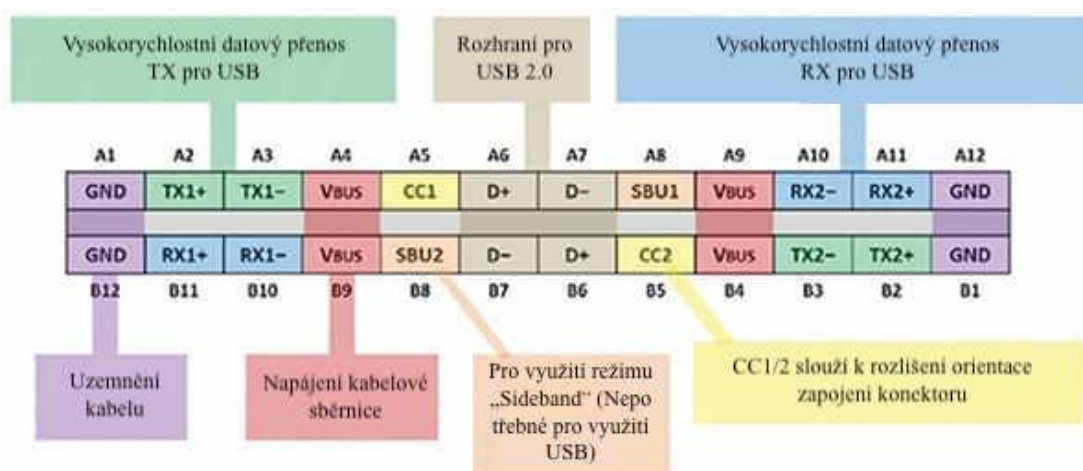 Vysokorychlostní datový přenos
TX pro USB
Rozhraní pro
USB 2.0
Vysokorychlostní datový přenos
RX pro USB
A1 A2 A3 A4 A5 A6 A7 A8 A9 A10 A11 A12
GND TX1+ TX1− VBUS CC1 D+ D− SBU1 VBUS RX2− RX2+ GND
GND RX1+ RX1− VBUS SBU2 D− D+ CC2 VBUS TX2− TX2+ GND
B12 B11 B10 B9 B8 B7 B6 B5 B4 B3 B2 B1
Uzemnění
kabelu
Napájení kabelové
sběrnice
Pro využití režimu
„Sideband“ (Nepo
třebné pro využití
USB)
CC1/2 slouží k rozlišení orientace
zapojení konektoru